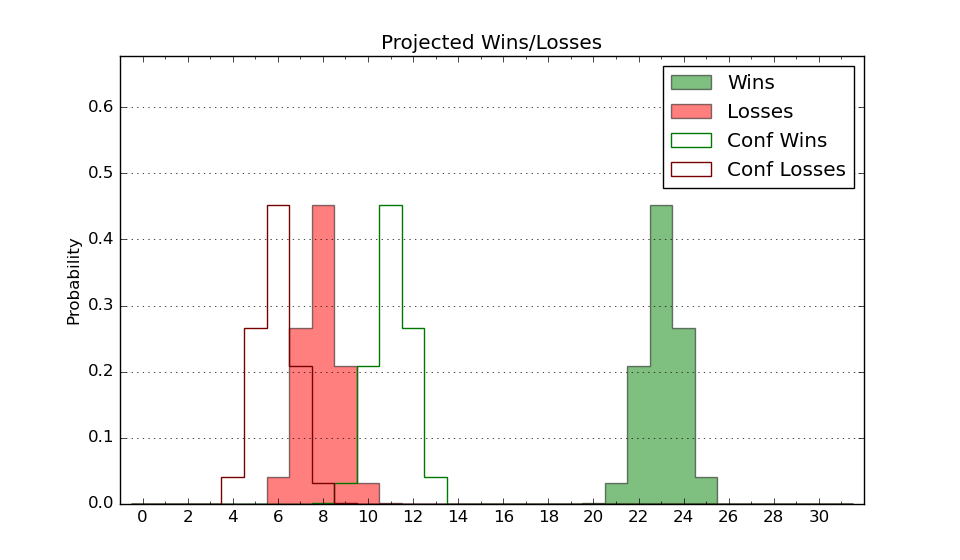 Projected Wins/Losses
Wins
Losses
Conf Wins
Conf Losses
Probability
0.6
0.5
0.4
0.3
0.2
0.1
0.0
0 2 4 6 8 10 12 14 16 18 20 22 24 26 28 30